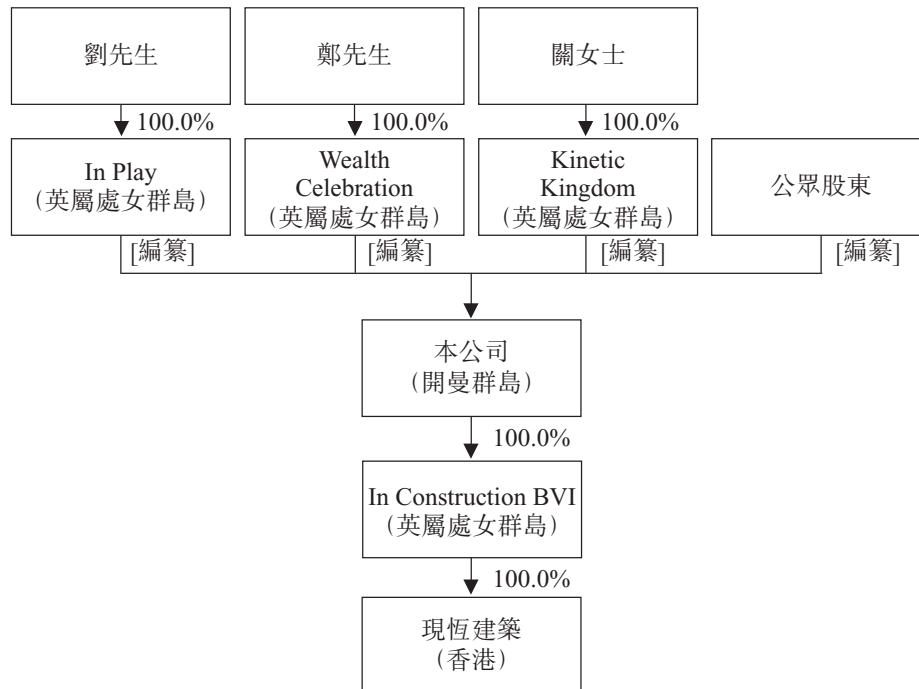 劉先生
鄭先生
關女士
100.0%
100.0%
100.0%
In Play
(英屬處女群島)
Wealth
Celebration
(英屬處女群島)
Kinetic
Kingdom
(英屬處女群島)
公眾股東
[編纂]
[編纂]
[編纂]
[編纂]
本公司
(開曼群島)
100.0%
In Construction BVI
(英屬處女群島)
100.0%
現恆建築
(香港)